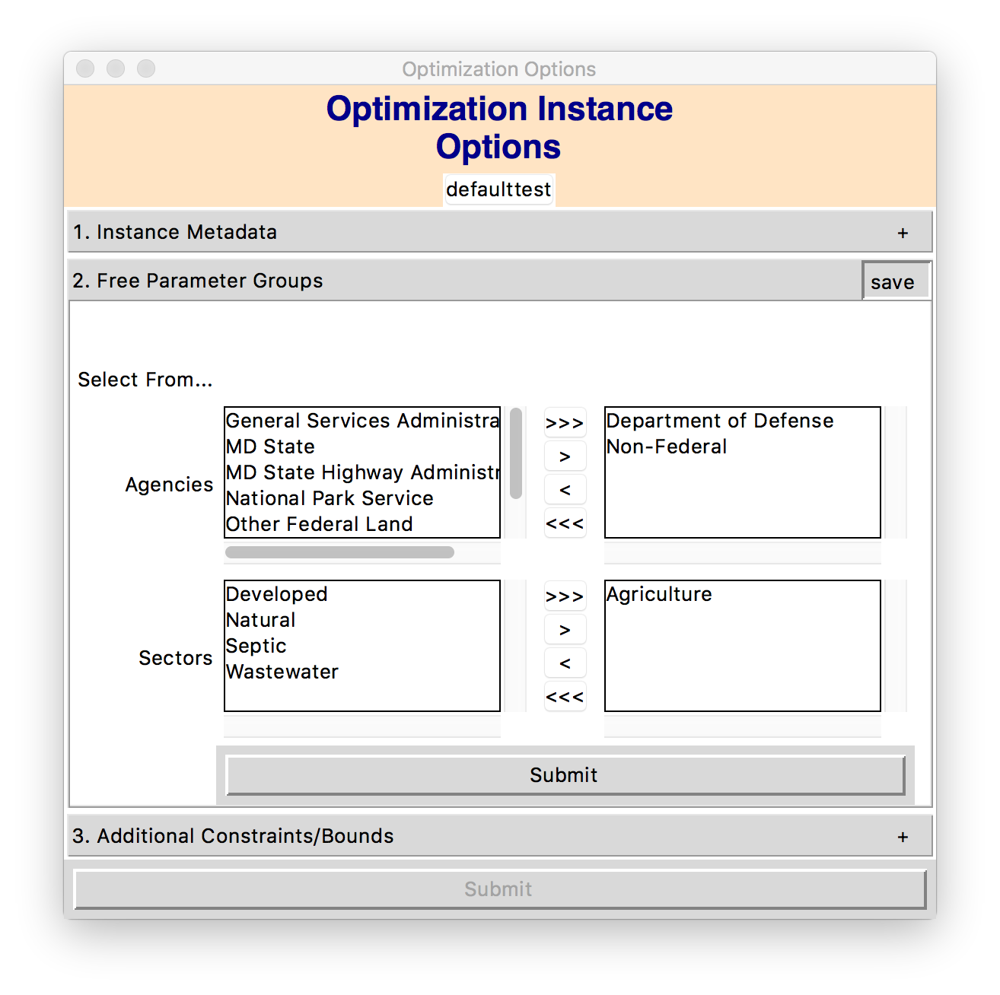 Optimization Options
Optimization Instance
Options
defaulttest
1. Instance Metadata +
2. Free Parameter Groups save
Select From...
Agencies
General Services Administra
MD State
MD State Highway Administr
National Park Service
Other Federal Land
>>>
>
<
<<<
Department of Defense
Non-Federal
Sectors
Developed
Natural
Septic
Wastewater
>>>
>
<
<<<
Agriculture
Submit
3. Additional Constraints/Bounds +
Submit